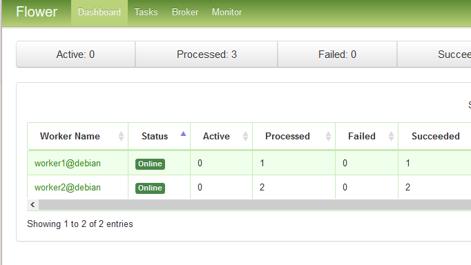 Flower Dashboard Tasks Broker Monitor
Active: 0 Processed: 3 Failed: 0
Worker Name Status Active Processed Failed Succeeded
worker1@debian Online 0 1 0 1
worker2@debian Online 0 2 0 2
Showing 1 to 2 of 2 entries